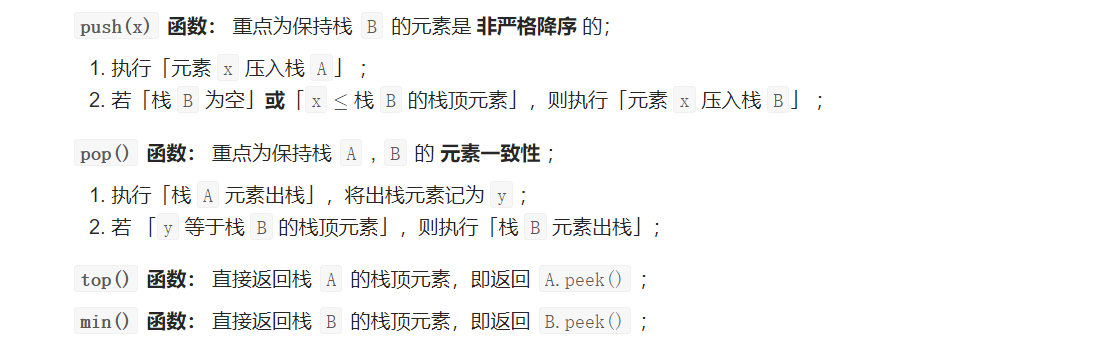 push(x) 函数： 重点为保持栈 B 的元素是 非严格降序 的；
1. 执行「元素 x 压入栈 A」 ；
2. 若「栈 B 为空」或「x ≤ 栈 B 的栈顶元素」，则执行「元素 x 压入栈 B」 ；
pop() 函数： 重点为保持栈 A , B 的 元素一致性 ；
1. 执行「栈 A 元素出栈」，将出栈元素记为 y ；
2. 若 「y 等于栈 B 的栈顶元素」，则执行「栈 B 元素出栈」；
top() 函数： 直接返回栈 A 的栈顶元素，即返回 A.peek() ；
min() 函数： 直接返回栈 B 的栈顶元素，即返回 B.peek() ；